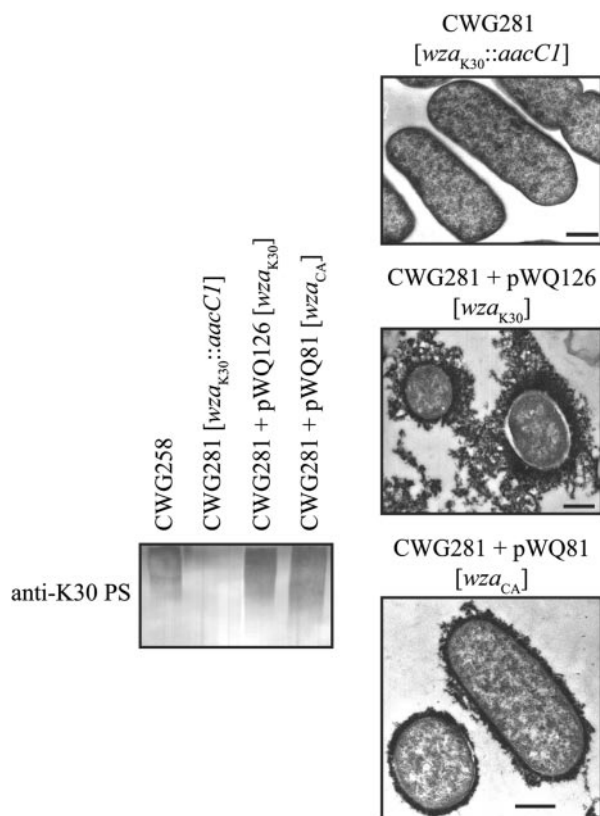 CWG281
[wzaK30::aacC1]
CWG281 + pWQ126
[wzaK30]
CWG281 + pWQ81
[wzaCA]
CWG258
CWG281 [wzaK30::aacC1]
CWG281 + pWQ126 [wzaK30]
CWG281 + pWQ81 [wzaCA]
anti-K30 PS